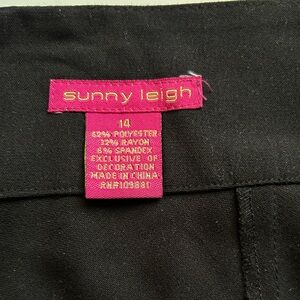 sunny leigh
14
62% POLYESTER
32% RAYON
6% SPANDEX
EXCLUSIVE OF
DECORATION
MADE IN CHINA
RN#109881